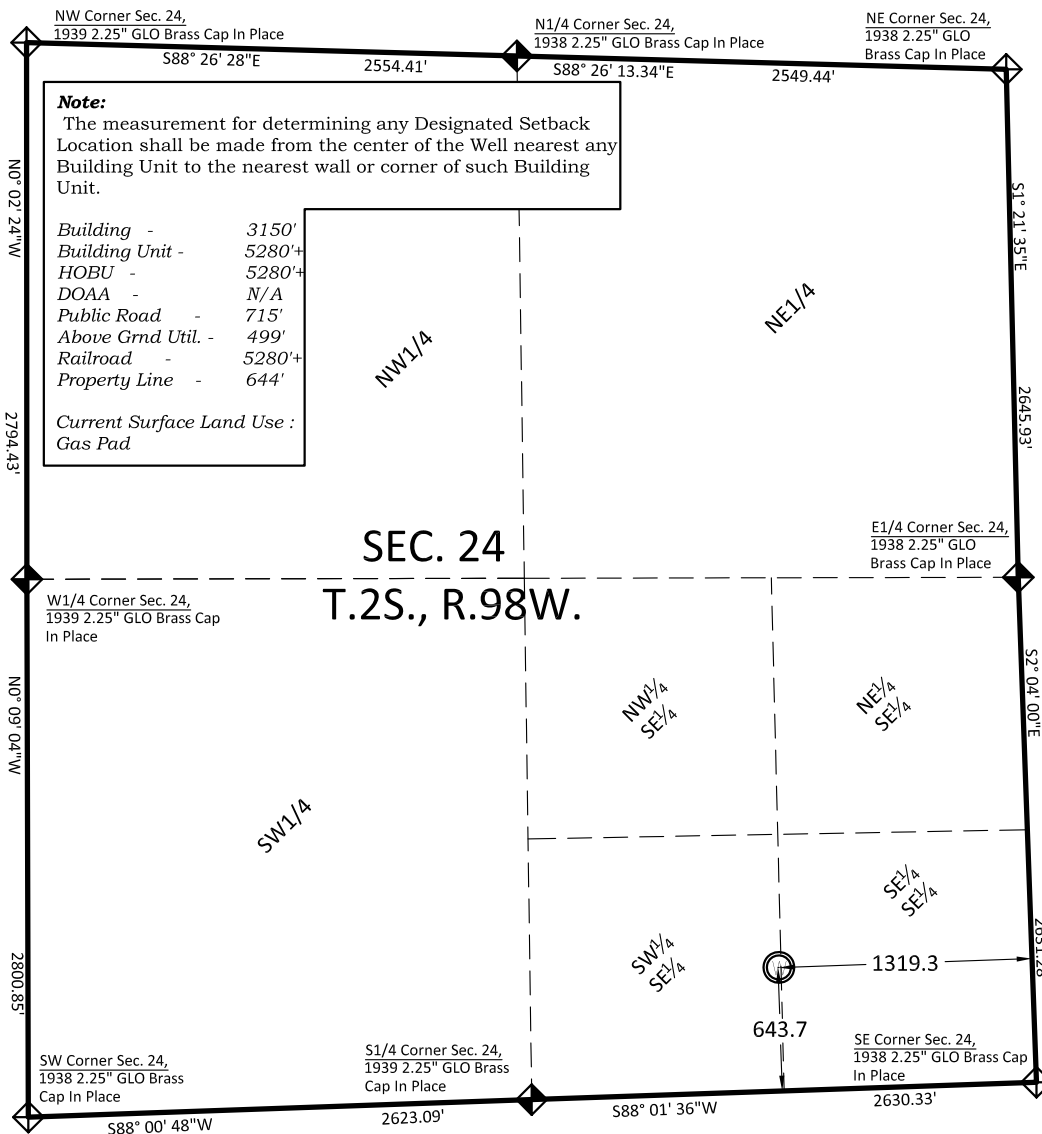 NW Corner Sec. 24,
1939 2.25" GLO Brass Cap In Place
N1/4 Corner Sec. 24,
1938 2.25" GLO Brass Cap In Place
NE Corner Sec. 24,
1938 2.25" GLO
Brass Cap In Place
S88° 26' 28"E
2554.41'
S88° 26' 13.34"E
2549.44'
Note:
The measurement for determining any Designated Setback
Location shall be made from the center of the Well nearest any
Building Unit to the nearest wall or corner of such Building
Unit.
Building - 3150'
Building Unit - 5280'+
HOBU - 5280'+
DOAA - N/A
Public Road - 715'
Above Grnd Util. - 499'
Railroad - 5280'+
Property Line - 644'
Current Surface Land Use :
Gas Pad
N0° 02' 24"W
2794.43'
S1° 21' 35"E
2645.93'
NW1/4
NE1/4
SEC. 24
T.2S., R.98W.
E1/4 Corner Sec. 24,
1938 2.25" GLO
Brass Cap In Place
W1/4 Corner Sec. 24,
1939 2.25" GLO Brass Cap
In Place
N0° 09' 04"W
2800.85'
S2° 04' 00"E
NW1/4
SE1/4
NE1/4
SE1/4
SW1/4
SE1/4
SE1/4
SW1/4
SE1/4
1319.3
643.7
SW Corner Sec. 24,
1938 2.25" GLO Brass
Cap In Place
S1/4 Corner Sec. 24,
1939 2.25" GLO Brass
Cap In Place
SE Corner Sec. 24,
1938 2.25" GLO Brass Cap
In Place
S88° 00' 48"W
2623.09'
S88° 01' 36"W
2630.33'